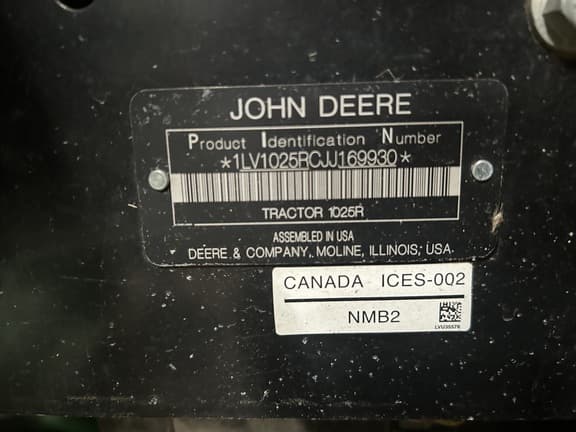 JOHN DEERE
Product Identification Number
*1LV1025RCJJ169930*
TRACTOR 1025R
ASSEMBLED IN USA
DEERE & COMPANY, MOLINE, ILLINOIS, USA
CANADA ICES-002
NMB2
LVU35576